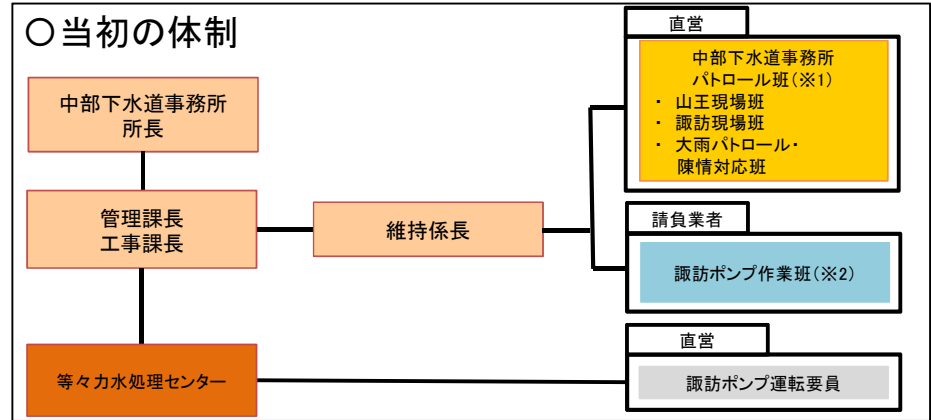 〇当初の体制
中部下水道事務所
所長
管理課長
工事課長
等々力水処理センター
維持係長
直営
中部下水道事務所
パトロール班(※1)
・ 山王現場班
・ 諏訪現場班
・ 大雨パトロール・
陳情対応班
請負業者
諏訪ポンプ作業班(※2)
直営
諏訪ポンプ運転要員